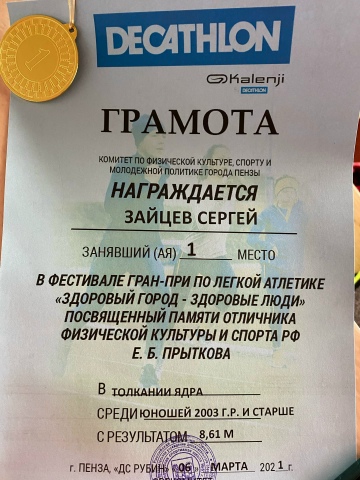 DECATHLON
Kalenji
DECATHLON
1
ГРАМОТА
КОМИТЕТ ПО ФИЗИЧЕСКОЙ КУЛЬТУРЕ, СПОРТУ И
МОЛОДЕЖНОЙ ПОЛИТИКЕ ГОРОДА ПЕНЗЫ
НАГРАЖДАЕТСЯ
ЗАЙЦЕВ СЕРГЕЙ
ЗАНЯВШИЙ (АЯ) 1 МЕСТО
В ФЕСТИВАЛЕ ГРАН-ПРИ ПО ЛЕГКОЙ АТЛЕТИКЕ
«ЗДОРОВЫЙ ГОРОД - ЗДОРОВЫЕ ЛЮДИ»
ПОСВЯЩЕННЫЙ ПАМЯТИ ОТЛИЧНИКА
ФИЗИЧЕСКОЙ КУЛЬТУРЫ И СПОРТА РФ
Е. Б. ПРЫТКОВА
В ТОЛКАНИИ ЯДРА
СРЕДИ ЮНОШЕЙ 2003 Г.Р. И СТАРШЕ
С РЕЗУЛЬТАТОМ 8,61 М
г. ПЕНЗА, «ДС РУБИН» «06» МАРТА 2021 г.